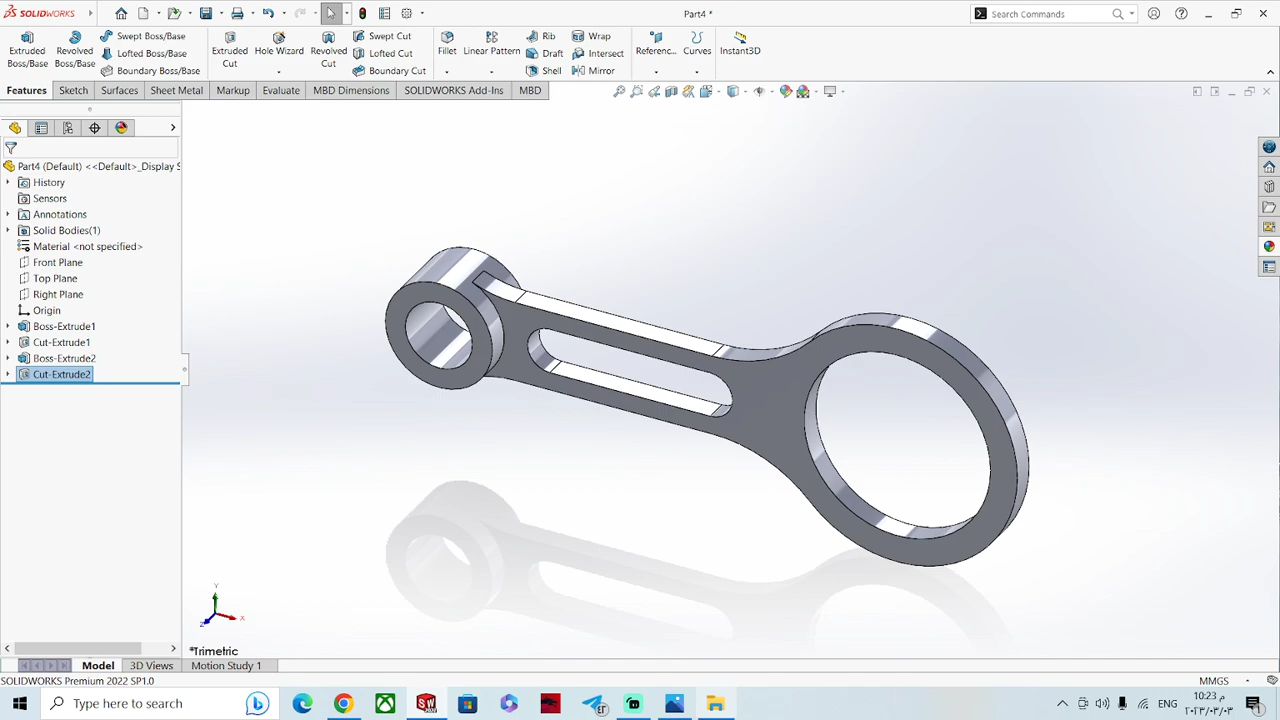 SOLIDWORKS
Part4 *
Search Commands
Extruded Boss/Base
Revolved Boss/Base
Swept Boss/Base
Lofted Boss/Base
Boundary Boss/Base
Extruded Cut
Hole Wizard
Revolved Cut
Swept Cut
Lofted Cut
Boundary Cut
Fillet
Linear Pattern
Rib
Draft
Shell
Wrap
Intersect
Mirror
Referenc...
Curves
Instant3D
Features
Sketch
Surfaces
Sheet Metal
Markup
Evaluate
MBD Dimensions
SOLIDWORKS Add-Ins
MBD
Part4 (Default) <<Default>_Display S
History
Sensors
Annotations
Solid Bodies(1)
Material <not specified>
Front Plane
Top Plane
Right Plane
Origin
Boss-Extrude1
Cut-Extrude1
Boss-Extrude2
Cut-Extrude2
Y
X
Z
*Trimetric
Model
3D Views
Motion Study 1
SOLIDWORKS Premium 2022 SP1.0
MMGS
Type here to search
ENG
10:23 م
٢٠٢٣/٠٣/٠٣